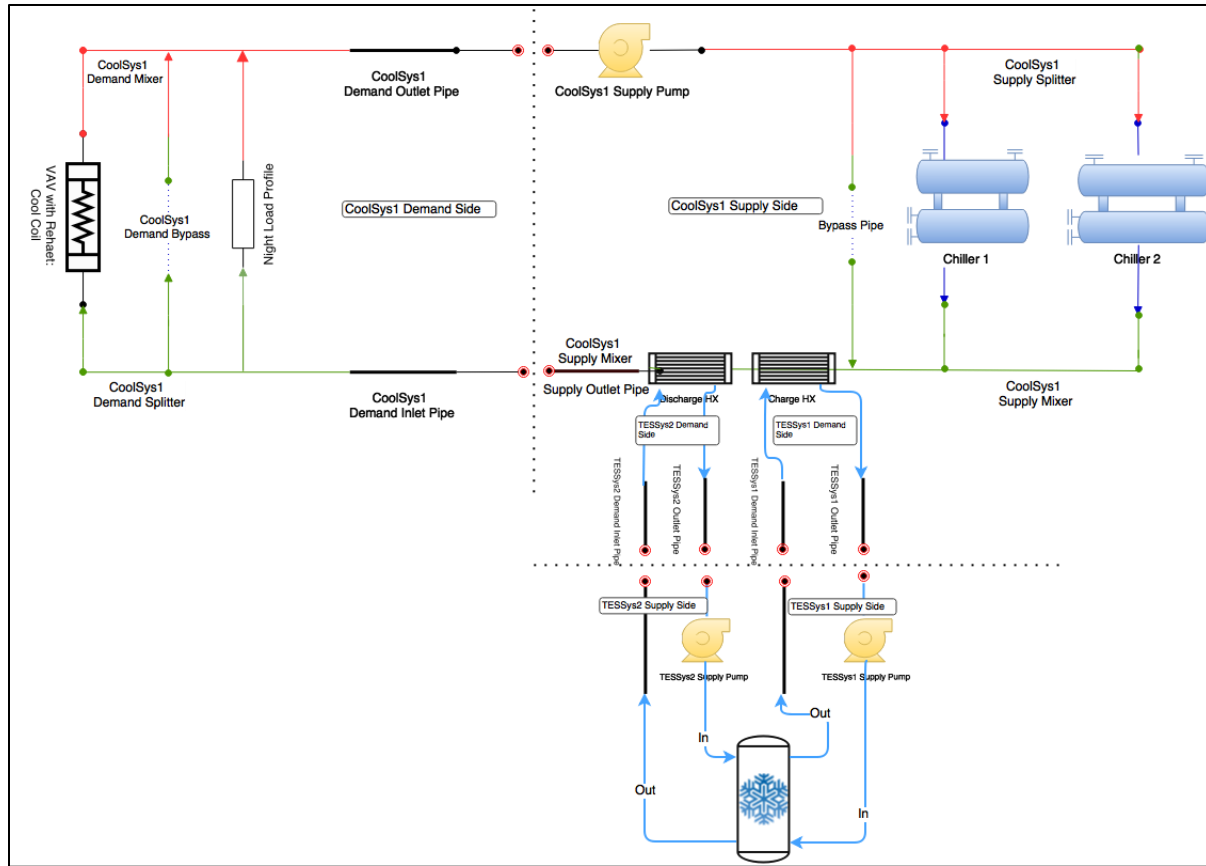 CoolSys1
Demand Mixer
CoolSys1
Demand Outlet Pipe
CoolSys1 Supply Pump
CoolSys1
Supply Splitter
VAV with Rehaet:
Cool Coil
CoolSys1
Demand Bypass
Night Load Profile
CoolSys1 Demand Side
CoolSys1 Supply Side
Bypass Pipe
Chiller 1
Chiller 2
CoolSys1
Demand Splitter
CoolSys1
Demand Inlet Pipe
CoolSys1
Supply Mixer
Supply Outlet Pipe
Discharge HX
Charge HX
CoolSys1
Supply Mixer
TESSys2 Demand
Side
TESSys1 Demand
Side
TESSys2 Demand Inlet Pipe
TESSys2 Outlet Pipe
TESSys1 Demand Inlet Pipe
TESSys1 Outlet Pipe
TESSys2 Supply Side
TESSys1 Supply Side
TESSys2 Supply Pump
TESSys1 Supply Pump
In
Out
Out
In